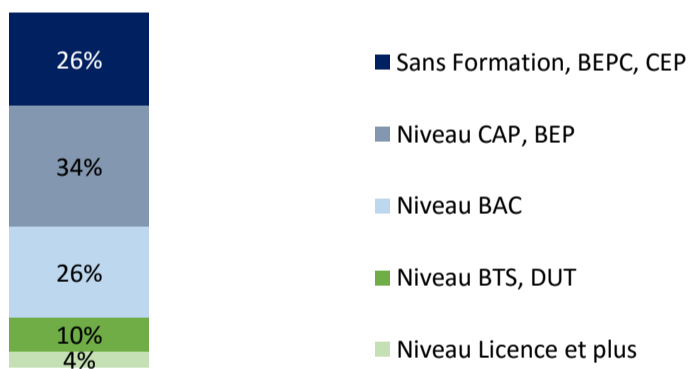 26%
34%
26%
10%
4%
Sans Formation, BEPC, CEP
Niveau CAP, BEP
Niveau BAC
Niveau BTS, DUT
Niveau Licence et plus